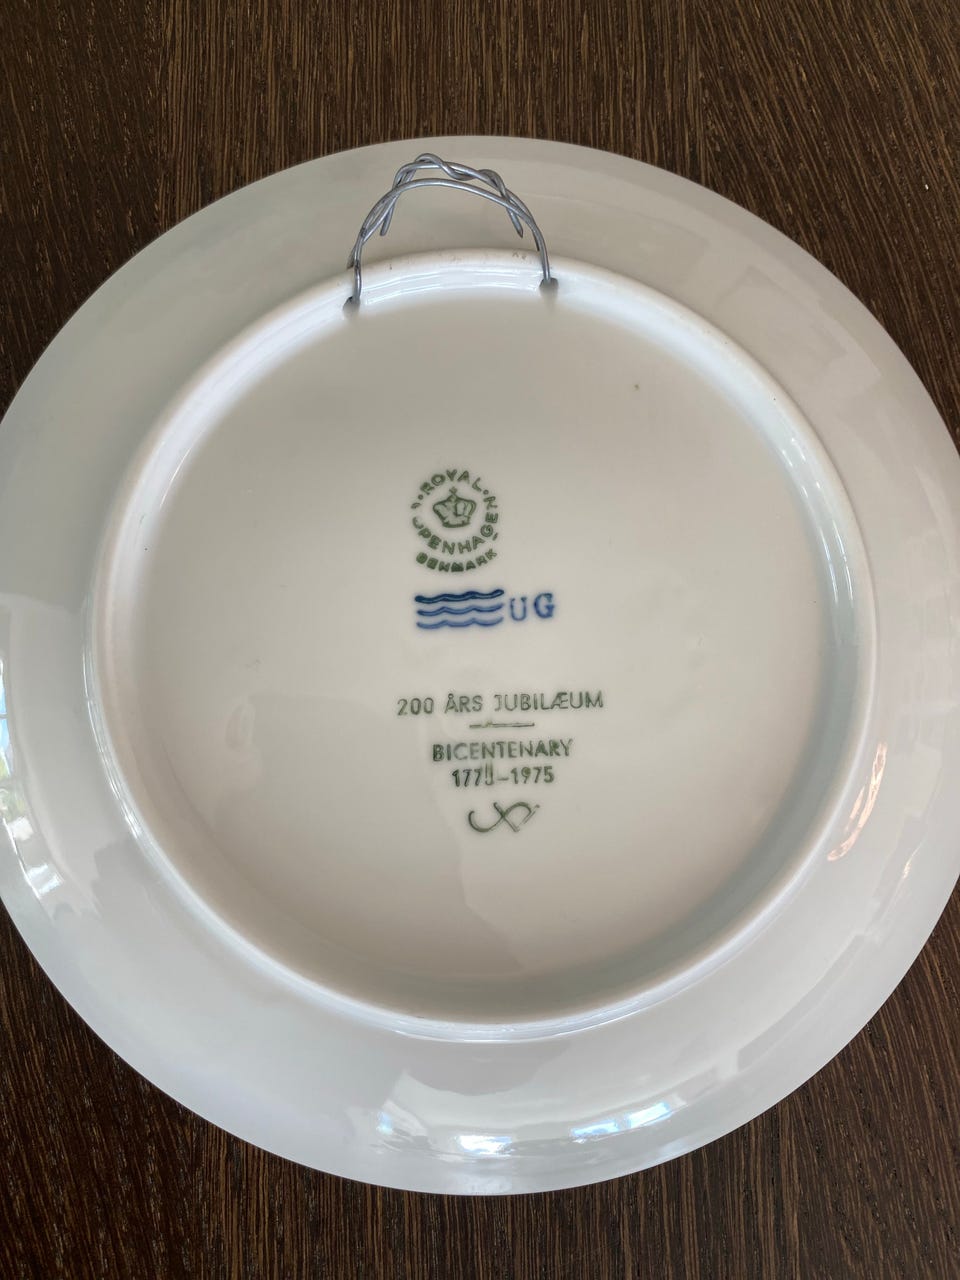 ROYAL
COPENHAGEN
DENMARK
UG
200 ÅRS JUBILÆUM
BICENTENARY
1775–1975